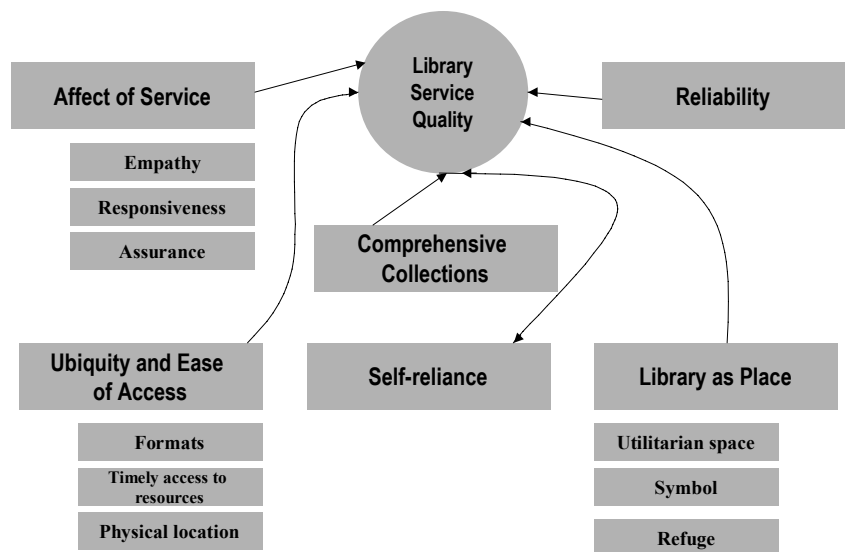 Library
Service
Quality
Affect of Service
Reliability
Empathy
Responsiveness
Assurance
Comprehensive
Collections
Ubiquity and Ease
of Access
Self-reliance
Library as Place
Formats
Timely access to
resources
Physical location
Utilitarian space
Symbol
Refuge